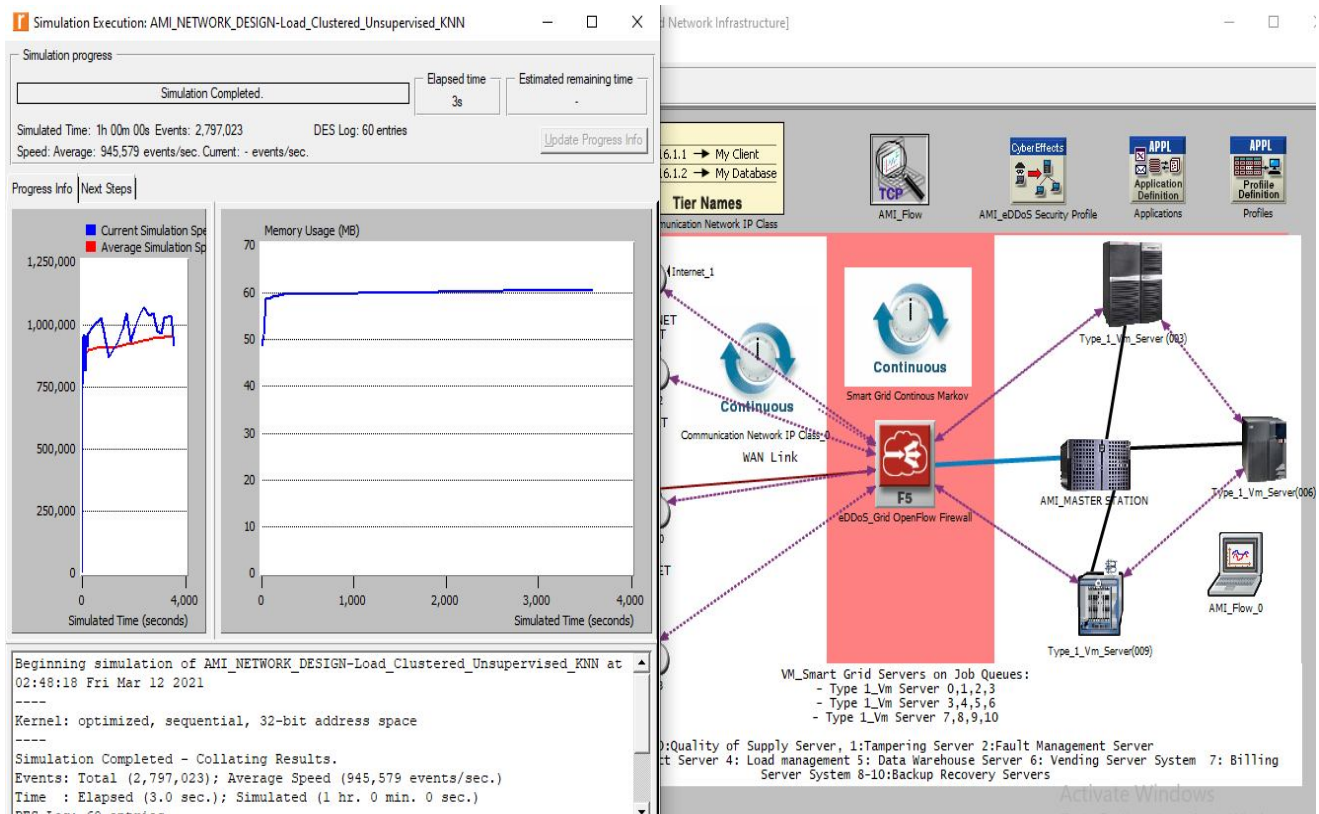 Simulation Execution: AMI_NETWORK_DESIGN-Load_Clustered_Unsupervised_KNN
d Network Infrastructure]
Simulation progress
Simulation Completed.
Elapsed time
3s
Estimated remaining time
-
Simulated Time: 1h 00m 00s Events: 2,797,023
DES Log: 60 entries
Speed: Average: 945,579 events/sec. Current: - events/sec.
Update Progress Info
Progress Info
Next Steps
Current Simulation Spe
Average Simulation Sp
1,250,000
1,000,000
750,000
500,000
250,000
0
0
4,000
Simulated Time (seconds)
Memory Usage (MB)
70
60
50
40
30
20
10
0
0
1,000
2,000
3,000
4,000
Simulated Time (seconds)
Beginning simulation of AMI_NETWORK_DESIGN-Load_Clustered_Unsupervised_KNN at
02:48:18 Fri Mar 12 2021
----
Kernel: optimized, sequential, 32-bit address space
----
Simulation Completed - Collating Results.
Events: Total (2,797,023); Average Speed (945,579 events/sec.)
Time : Elapsed (3.0 sec.); Simulated (1 hr. 0 min. 0 sec.)
DES Log: 60 entries
.16.1.1 → My Client
.16.1.2 → My Database
Tier Names
munication Network IP Class
TCP
AMI_Flow
CyberEffects
AMI_eDDoS Security Profile
APPL
Application
Definition
Applications
APPL
Profile
Definition
Profiles
Internet_1
NET
T
2
T
0
ET
3
Continuous
Communication Network IP Class_0
WAN Link
Continuous
Smart Grid Continous Markov
F5
eDDoS_Grid OpenFlow Firewall
Type_1_Vm_Server (003)
AMI_MASTER STATION
Type_1_Vm_Server(006)
AMI_Flow_0
Type_1_Vm_Server(009)
VM_Smart Grid Servers on Job Queues:
- Type 1_Vm Server 0,1,2,3
- Type 1_Vm Server 3,4,5,6
- Type 1_Vm Server 7,8,9,10
0:Quality of Supply Server, 1:Tampering Server 2:Fault Management Server
ct Server 4: Load management 5: Data Warehouse Server 6: Vending Server System 7: Billing
Server System 8-10:Backup Recovery Servers
Activate Windows